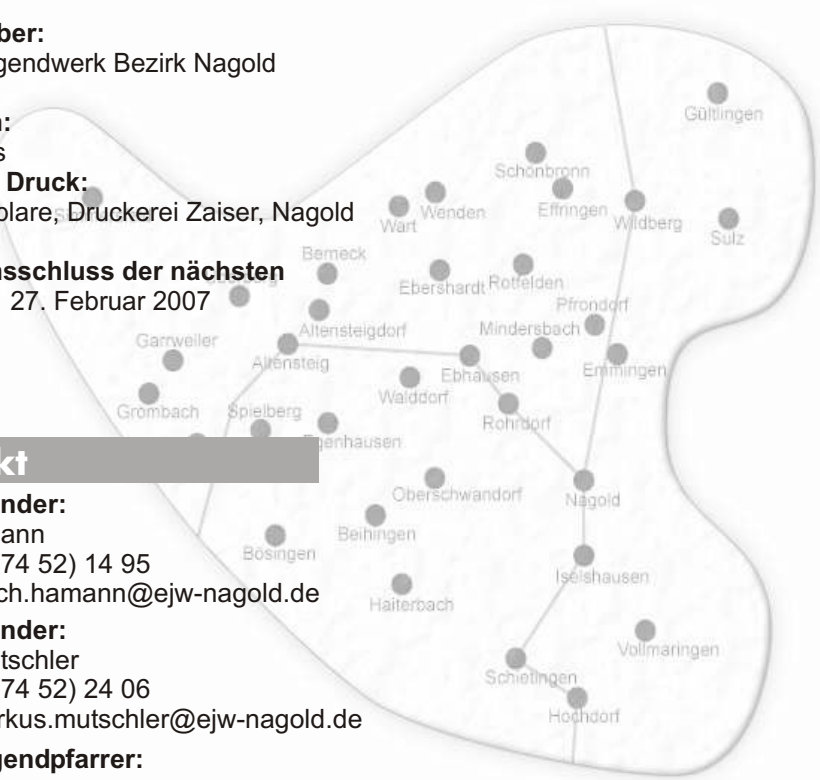 ber:
gendwerk Bezirk Nagold
n:
s
Druck:
plare, Druckerei Zaiser, Nagold
nsschluss der nächsten
27. Februar 2007
kt
nder:
ann
74 52) 14 95
ch.hamann@ejw-nagold.de
nder:
tschler
74 52) 24 06
rkus.mutschler@ejw-nagold.de
gendpfarrer:
Gültlingen
Schönbronn
Effringen
Wildberg
Sulz
Wart
Wenden
Berneck
Ebershardt
Rotfelden
Pfrondorf
Altensteigdorf
Mindersbach
Garrweiler
Altensteig
Ebhausen
Emmingen
Walddorf
Grömbach
Spielberg
Rohrdorf
genhausen
Oberschwandorf
Nagold
Beihingen
Bösingen
Iselshausen
Haiterbach
Vollmaringen
Schietingen
Hochdorf